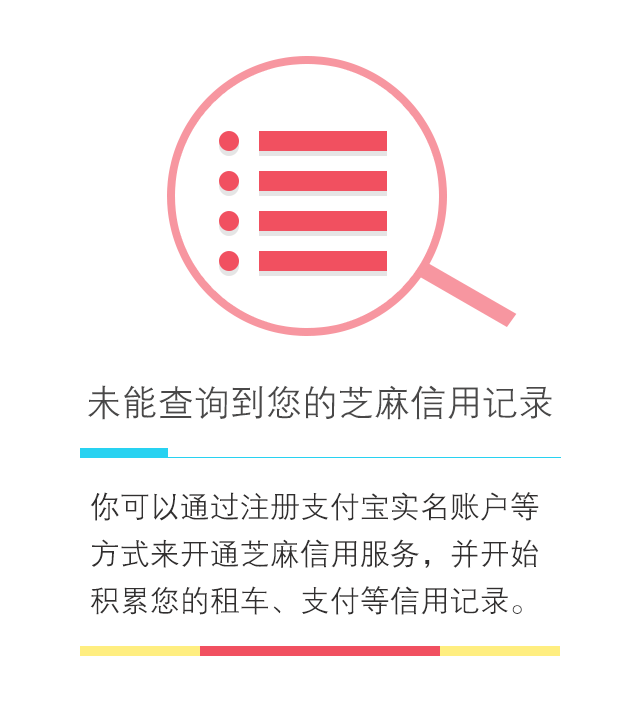 未能查询到您的芝麻信用记录
你可以通过注册支付宝实名账户等
方式来开通芝麻信用服务，并开始
积累您的租车、支付等信用记录。